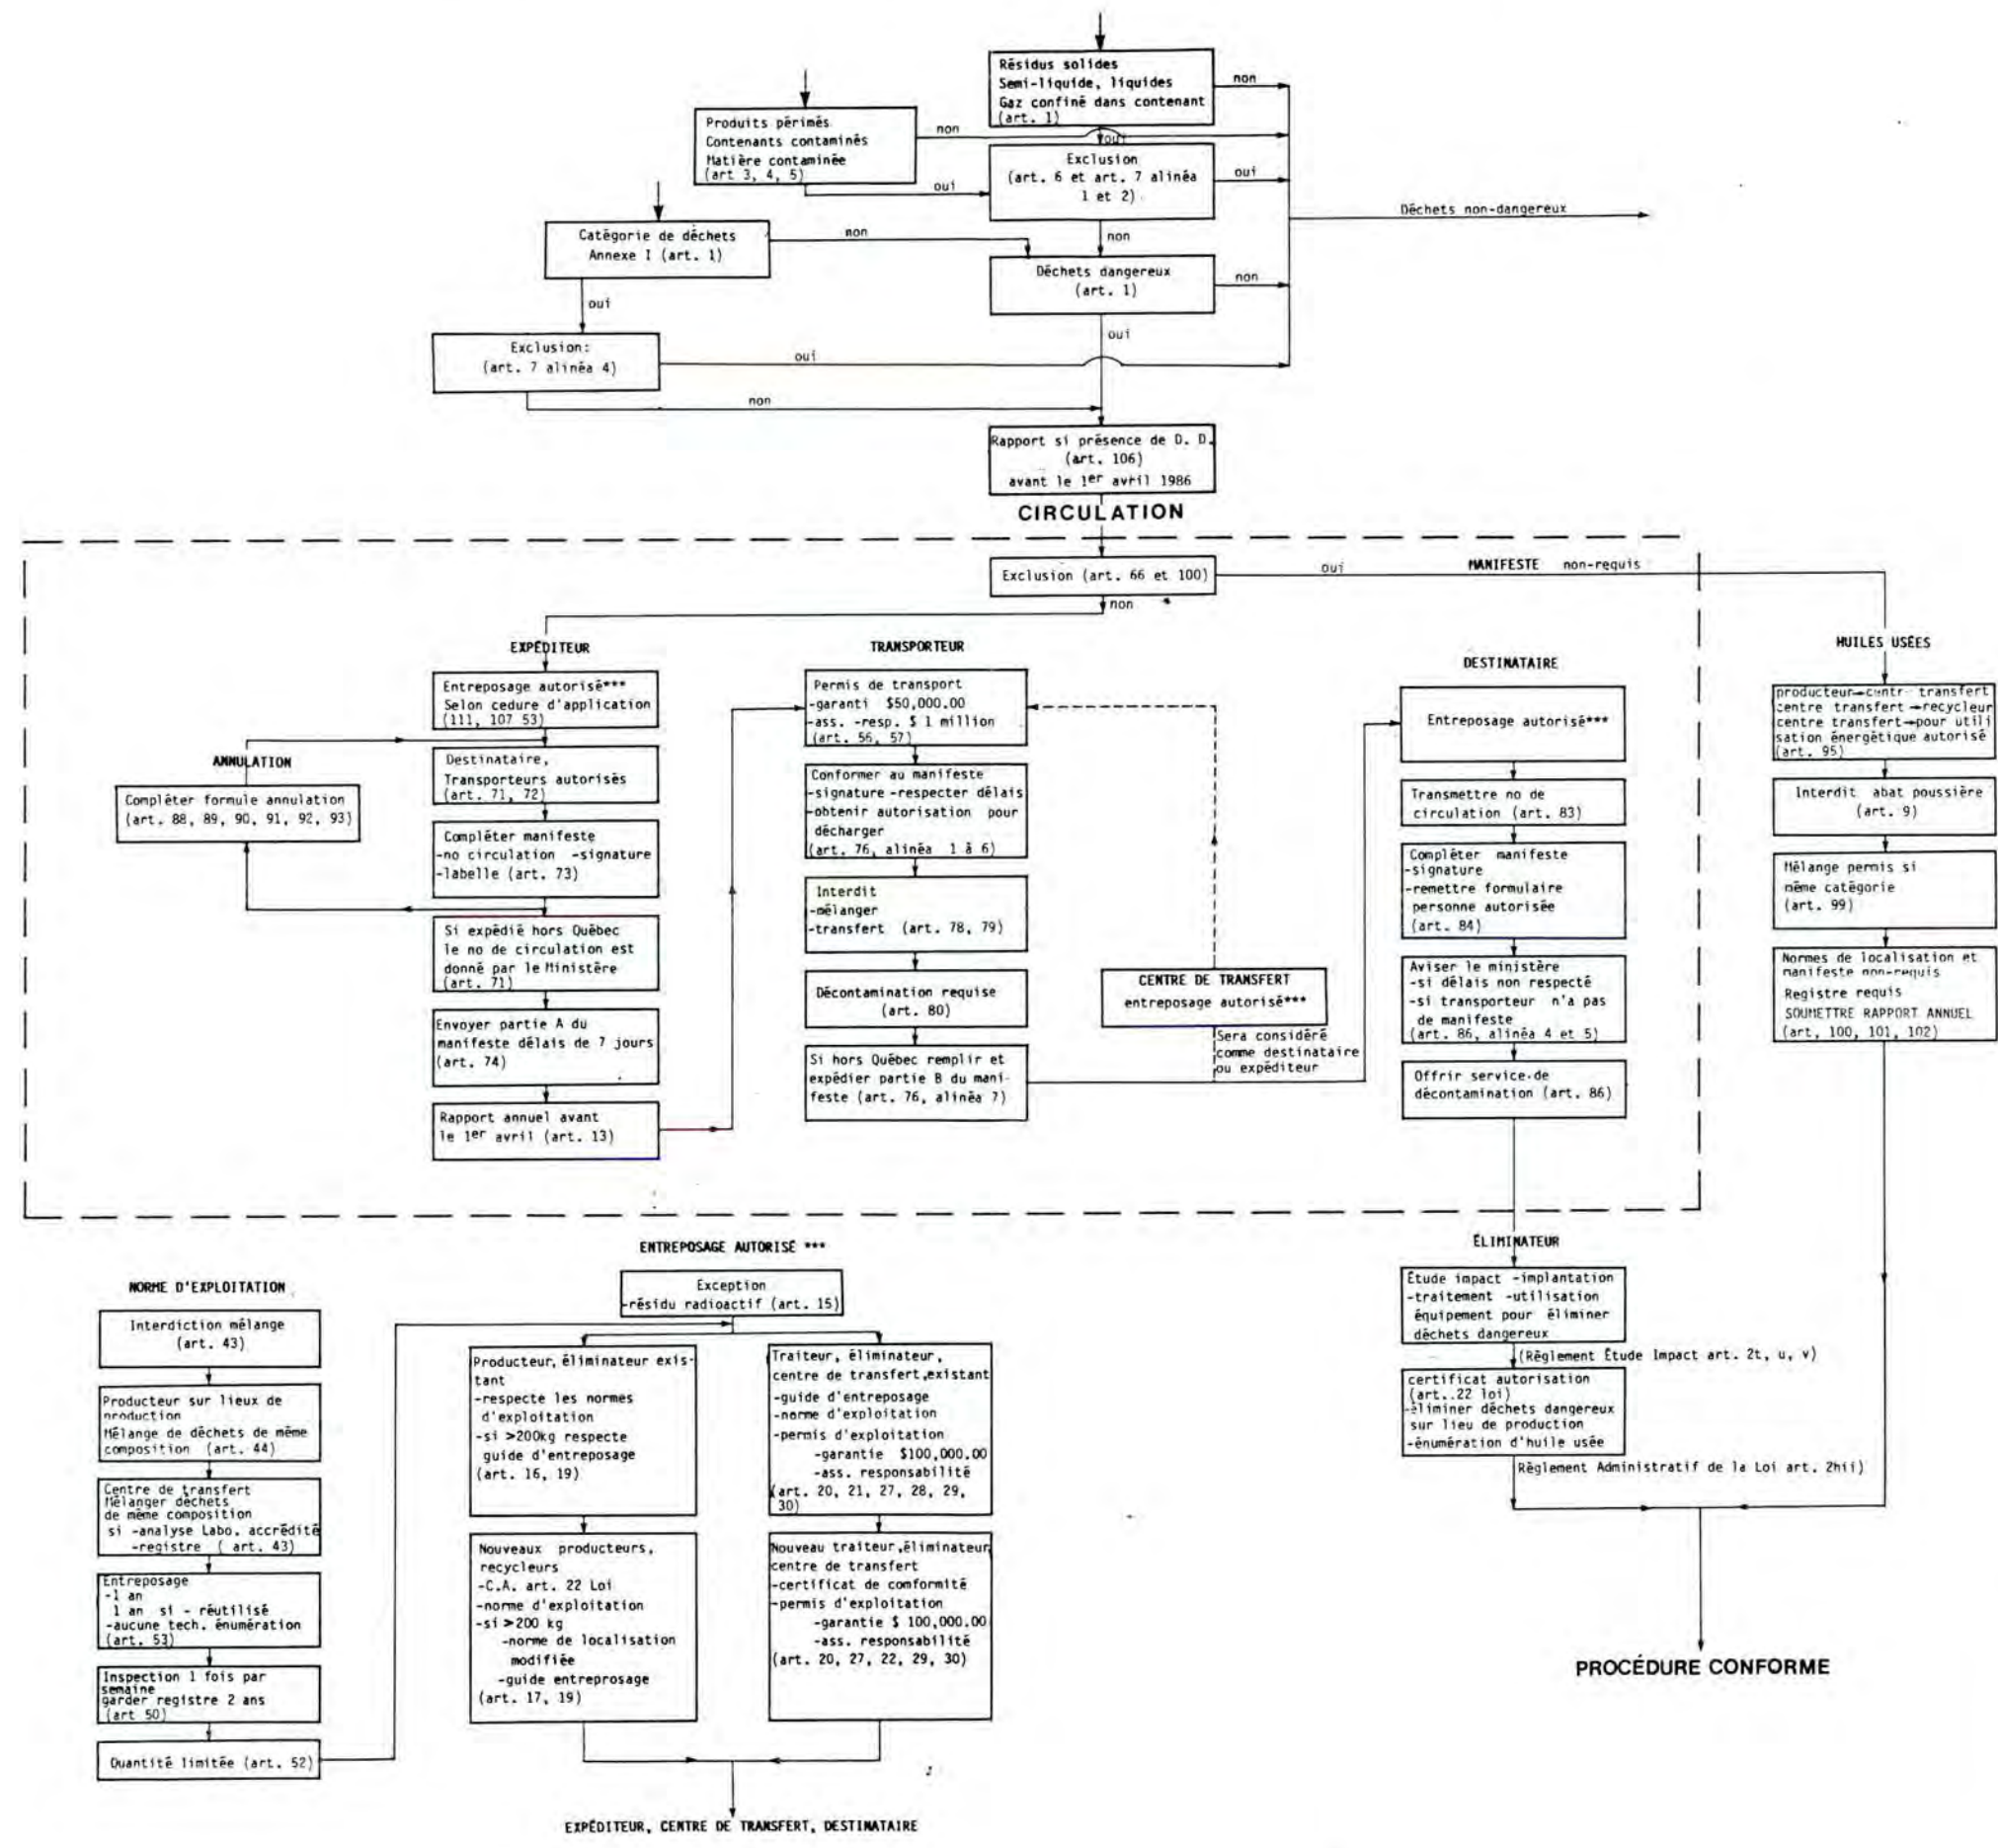 Résidus solides
Semi-liquide, liquides
Gaz confiné dans contenant
(art. 1)
non
oui
Produits périmés
Contenants contaminés
Matière contaminée
(art 3, 4, 5)
non
oui
Exclusion
(art. 6 et art. 7 alinéa
1 et 2)
oui
non
Déchets non-dangereux
Catégorie de déchets
Annexe I (art. 1)
non
oui
Déchets dangereux
(art. 1)
non
oui
Exclusion:
(art. 7 alinéa 4)
oui
non
Rapport si présence de D. D.
(art. 106)
avant le 1er avril 1986
CIRCULATION
Exclusion (art. 66 et 100)
oui
MANIFESTE non-requis
non
EXPÉDITEUR
Entreposage autorisé***
Selon cedure d'application
(111, 107 53)
Destinataire,
Transporteurs autorisés
(art. 71, 72)
Compléter manifeste
-no circulation -signature
-labelle (art. 73)
Si expédié hors Québec
le no de circulation est
donné par le Ministère
(art. 71)
Envoyer partie A du
manifeste délais de 7 jours
(art. 74)
Rapport annuel avant
le 1er avril (art. 13)
ANNULATION
Compléter formule annulation
(art. 88, 89, 90, 91, 92, 93)
TRANSPORTEUR
Permis de transport
-garanti $50,000.00
-ass. -resp. $ 1 million
(art. 56, 57)
Conformer au manifeste
-signature -respecter délais
-obtenir autorisation pour
décharger
(art. 76, alinéa 1 à 6)
Interdit
-mélanger
-transfert (art. 78, 79)
Décontamination requise
(art. 80)
Si hors Québec remplir et
expédier partie B du mani-
feste (art. 76, alinéa 7)
CENTRE DE TRANSFERT
entreposage autorisé***
Sera considéré
comme destinataire
ou expéditeur
DESTINATAIRE
Entreposage autorisé***
Transmettre no de
circulation (art. 83)
Compléter manifeste
-signature
-remettre formulaire
personne autorisée
(art. 84)
Aviser le ministère
-si délais non respecté
-si transporteur n'a pas
de manifeste
(art. 86, alinéa 4 et 5)
Offrir service de
décontamination (art. 86)
HUILES USÉES
producteur→centr transfert
centre transfert→recycleur
centre transfert→pour utili
sation énergétique autorisé
(art. 95)
Interdit abat poussière
(art. 9)
Mélange permis si
même catégorie
(art. 99)
Normes de localisation et
manifeste non-requis
Registre requis
SOUMETTRE RAPPORT ANNUEL
(art, 100, 101, 102)
ÉLIMINATEUR
Étude impact -implantation
-traitement -utilisation
équipement pour éliminer
déchets dangereux
(Règlement Étude Impact art. 2t, u, v)
certificat autorisation
(art..22 loi)
-éliminer déchets dangereux
sur lieu de production
-énumération d'huile usée
Règlement Administratif de la Loi art. 2hii)
PROCÉDURE CONFORME
NORME D'EXPLOITATION
Interdiction mélange
(art. 43)
Producteur sur lieux de
production
Mélange de déchets de même
composition (art. 44)
Centre de transfert
Mélanger déchets
de même composition
si -analyse Labo. accrédité
-registre ( art. 43)
Entreposage
-1 an
1 an si - réutilisé
-aucune tech. énumération
(art. 53)
Inspection 1 fois par
semaine
garder registre 2 ans
(art 50)
Quantité limitée (art. 52)
ENTREPOSAGE AUTORISÉ ***
Exception
-résidu radioactif (art. 15)
Producteur, éliminateur exis-
tant
-respecte les normes
d'exploitation
-si >200kg respecte
guide d'entreposage
(art. 16, 19)
Nouveaux producteurs,
recycleurs
-C.A. art. 22 Loi
-norme d'exploitation
-si >200 kg
-norme de localisation
modifiée
-guide entreprosage
(art. 17, 19)
Traiteur, éliminateur,
centre de transfert,existant
-guide d'entreposage
-norme d'exploitation
-permis d'exploitation
-garantie $100,000.00
-ass. responsabilité
(art. 20, 21, 27, 28, 29,
30)
Nouveau traiteur,éliminateur
centre de transfert
-certificat de conformité
-permis d'exploitation
-garantie $ 100,000.00
-ass. responsabilité
(art. 20, 27, 22, 29, 30)
EXPÉDITEUR, CENTRE DE TRANSFERT, DESTINATAIRE